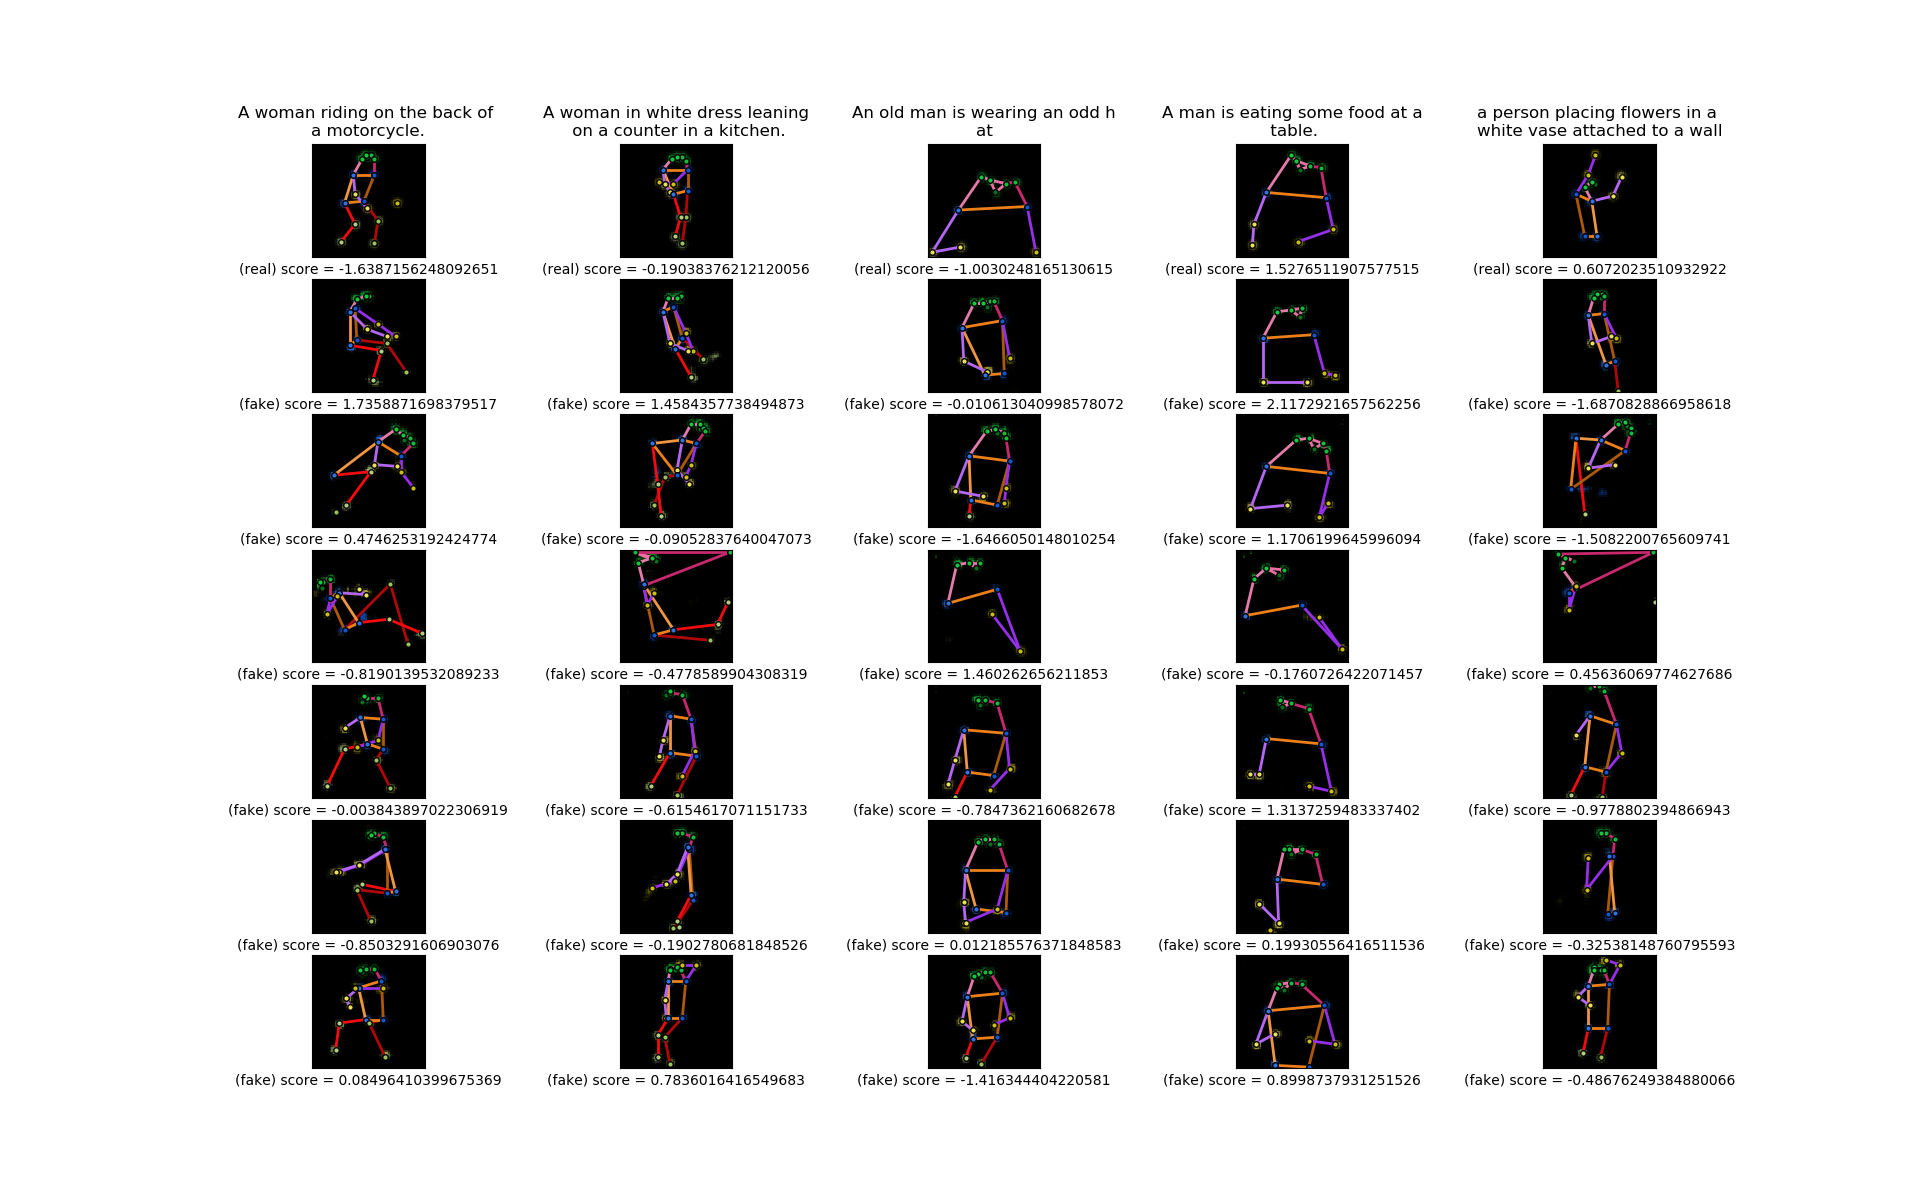 A woman riding on the back of
a motorcycle.
A woman in white dress leaning
on a counter in a kitchen.
An old man is wearing an odd h
at
A man is eating some food at a
table.
a person placing flowers in a
white vase attached to a wall
(real) score = -1.6387156248092651
(real) score = -0.19038376212120056
(real) score = -1.0030248165130615
(real) score = 1.5276511907577515
(real) score = 0.6072023510932922
(fake) score = 1.7358871698379517
(fake) score = 1.4584357738494873
(fake) score = -0.010613040998578072
(fake) score = 2.1172921657562256
(fake) score = -1.6870828866958618
(fake) score = 0.4746253192424774
(fake) score = -0.09052837640047073
(fake) score = -1.6466050148010254
(fake) score = 1.1706199645996094
(fake) score = -1.5082200765609741
(fake) score = -0.8190139532089233
(fake) score = -0.4778589904308319
(fake) score = 1.460262656211853
(fake) score = -0.1760726422071457
(fake) score = 0.45636069774627686
(fake) score = -0.003843897022306919
(fake) score = -0.6154617071151733
(fake) score = -0.7847362160682678
(fake) score = 1.3137259483337402
(fake) score = -0.9778802394866943
(fake) score = -0.8503291606903076
(fake) score = -0.1902780681848526
(fake) score = 0.012185576371848583
(fake) score = 0.19930556416511536
(fake) score = -0.32538148760795593
(fake) score = 0.08496410399675369
(fake) score = 0.7836016416549683
(fake) score = -1.416344404220581
(fake) score = 0.8998737931251526
(fake) score = -0.48676249384880066